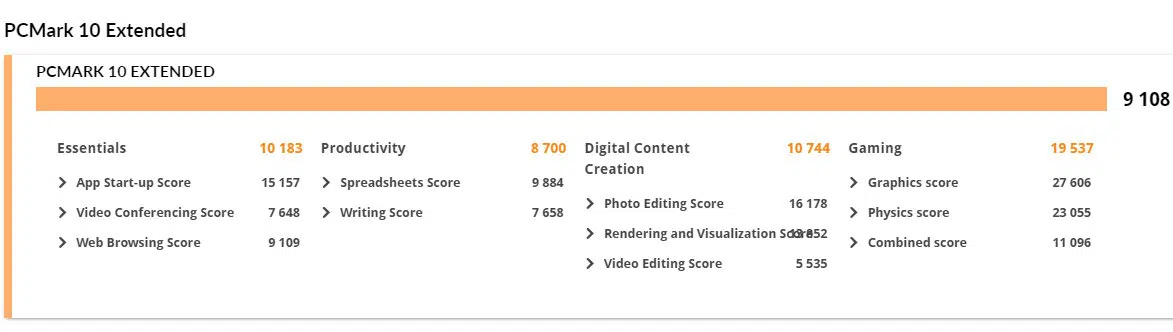 PCMark 10 Extended
PCMARK 10 EXTENDED
9 108
Essentials 10 183
App Start-up Score 15 157
Video Conferencing Score 7 648
Web Browsing Score 9 109
Productivity 8 700
Spreadsheets Score 9 884
Writing Score 7 658
Digital Content 10 744
Creation
Photo Editing Score 16 178
Rendering and Visualization Score 13 852
Video Editing Score 5 535
Gaming 19 537
Graphics score 27 606
Physics score 23 055
Combined score 11 096